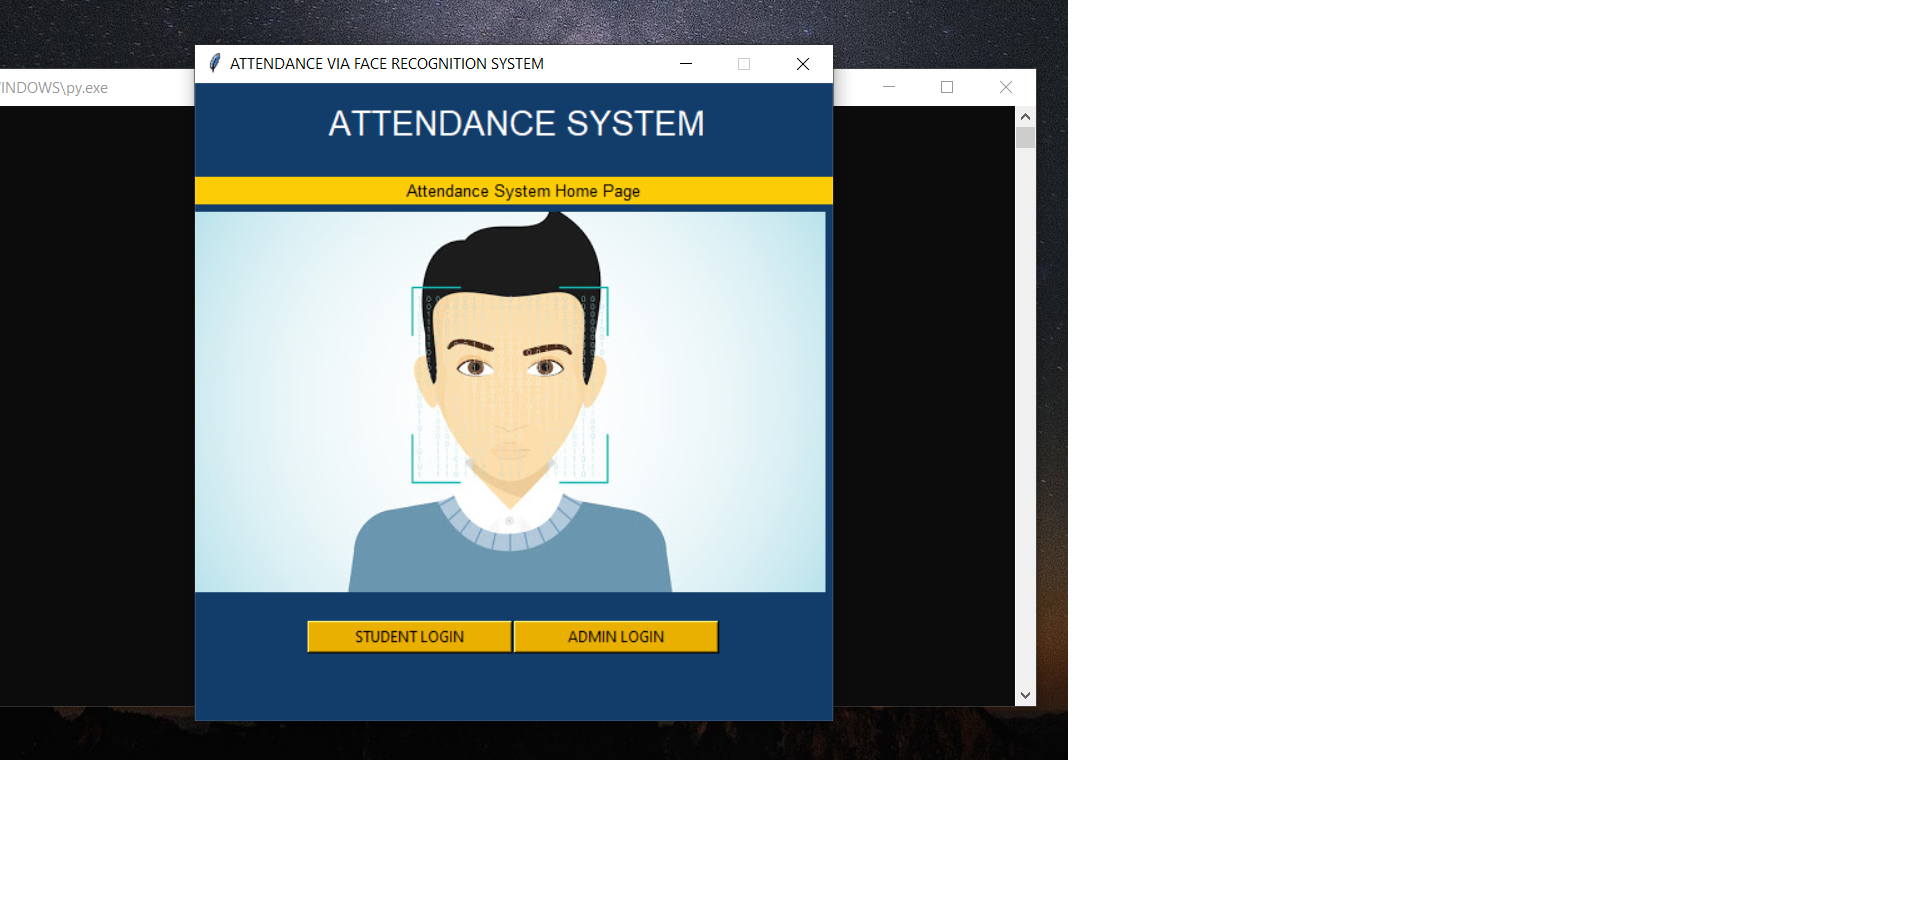 ATTENDANCE VIA FACE RECOGNITION SYSTEM
INDOWS\py.exe
ATTENDANCE SYSTEM
Attendance System Home Page
STUDENT LOGIN
ADMIN LOGIN